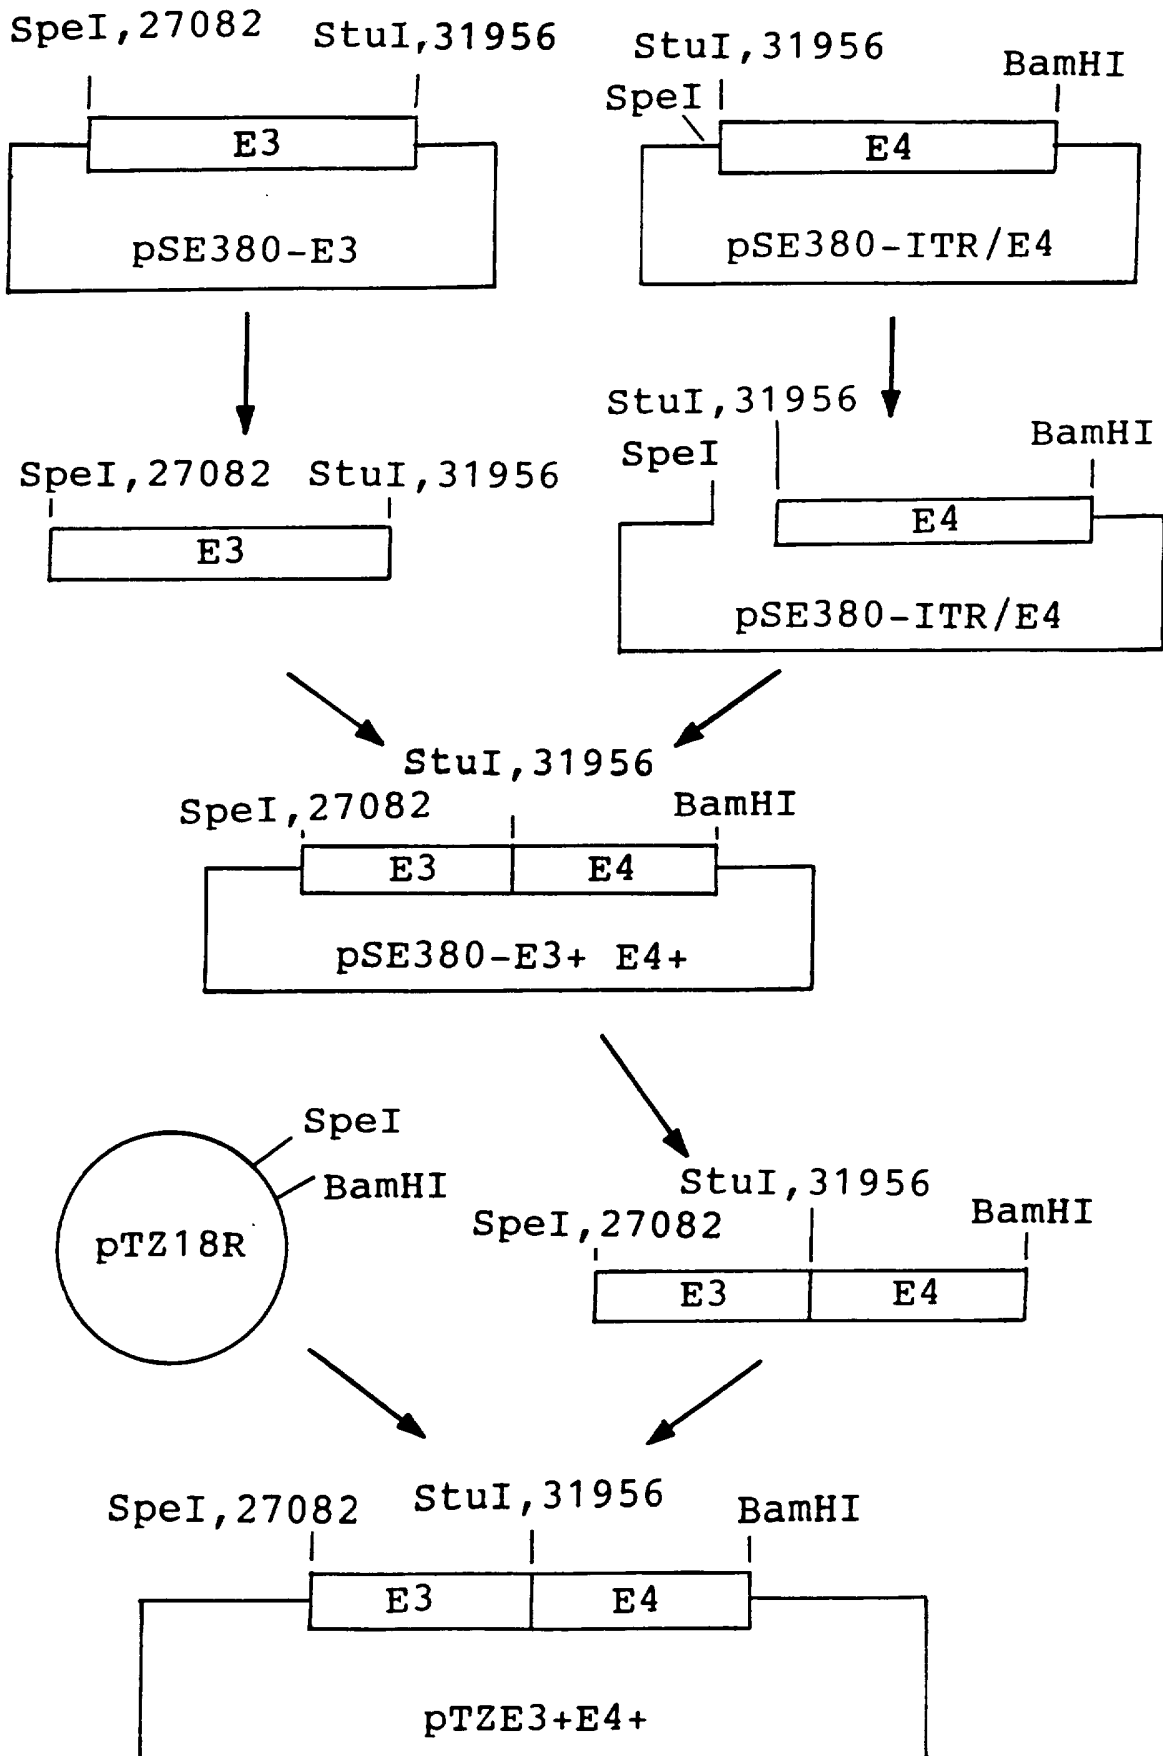 SpeI,27082
StuI,31956
E3
pSE380-E3
StuI,31956
SpeI
BamHI
E4
pSE380-ITR/E4
SpeI,27082
StuI,31956
E3
StuI,31956
SpeI
BamHI
E4
pSE380-ITR/E4
StuI,31956
SpeI,27082
BamHI
E3
E4
pSE380-E3+ E4+
SpeI
BamHI
pTZ18R
StuI,31956
SpeI,27082
BamHI
E3
E4
SpeI,27082
StuI,31956
BamHI
E3
E4
pTZE3+E4+